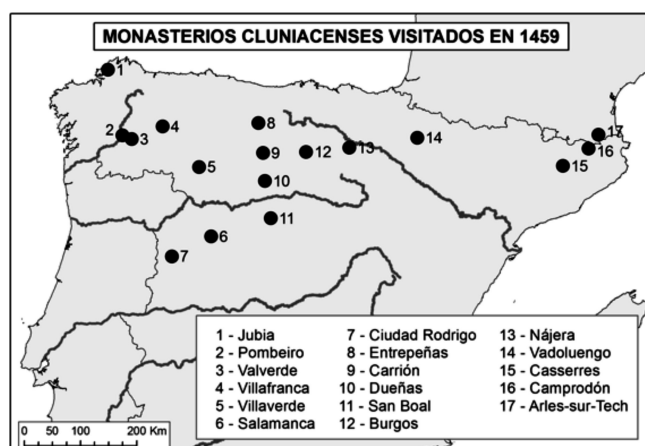 MONASTERIOS CLUNIACENSES VISITADOS EN 1459
1
2
3
4
5
6
7
8
9
10
11
12
13
14
15
16
17
1 - Jubia
2 - Pombeiro
3 - Valverde
4 - Villafranca
5 - Villaverde
6 - Salamanca
7 - Ciudad Rodrigo
8 - Entrepeñas
9 - Carrión
10 - Dueñas
11 - San Boal
12 - Burgos
13 - Nájera
14 - Vadoluengo
15 - Casserres
16 - Camprodón
17 - Arles-sur-Tech
0 50 100 200 Km